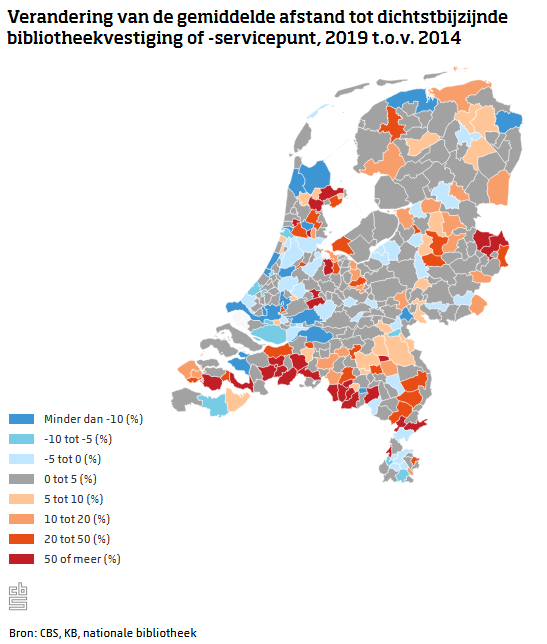 Verandering van de gemiddelde afstand tot dichtstbijzijnde
bibliotheekvestiging of -servicepunt, 2019 t.o.v. 2014
Minder dan -10 (%)
-10 tot -5 (%)
-5 tot 0 (%)
0 tot 5 (%)
5 tot 10 (%)
10 tot 20 (%)
20 tot 50 (%)
50 of meer (%)
cbs
Bron: CBS, KB, nationale bibliotheek